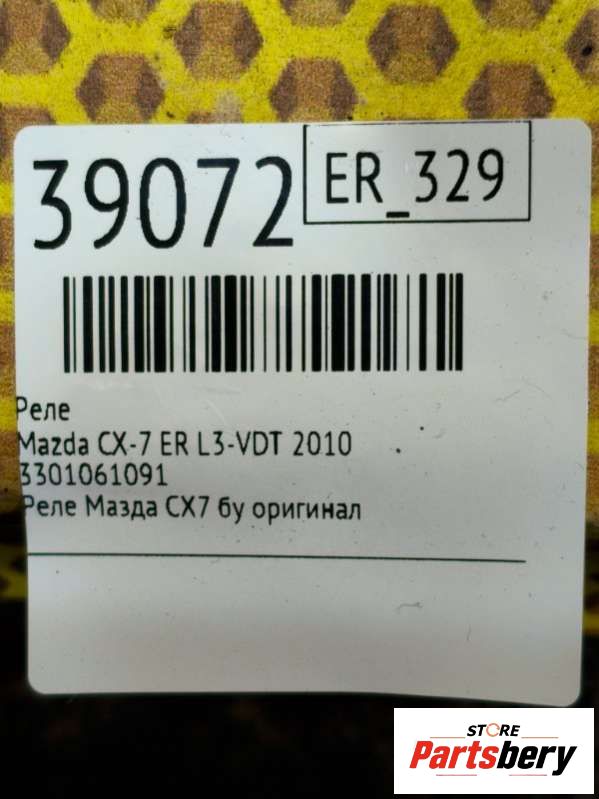 39072
ER_329
Реле
Mazda CX-7 ER L3-VDT 2010
3301061091
Реле Мазда CX7 бу оригинал
STORE
Partsbery